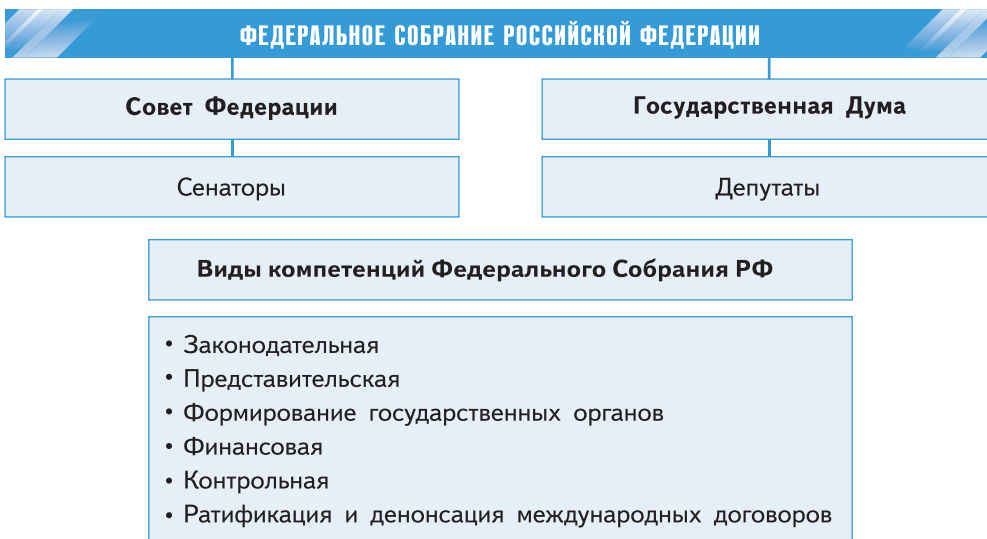 ФЕДЕРАЛЬНОЕ СОБРАНИЕ РОССИЙСКОЙ ФЕДЕРАЦИИ
Совет Федерации
Государственная Дума
Сенаторы
Депутаты
Виды компетенций Федерального Собрания РФ
• Законодательная
• Представительская
• Формирование государственных органов
• Финансовая
• Контрольная
• Ратификация и денонсация международных договоров